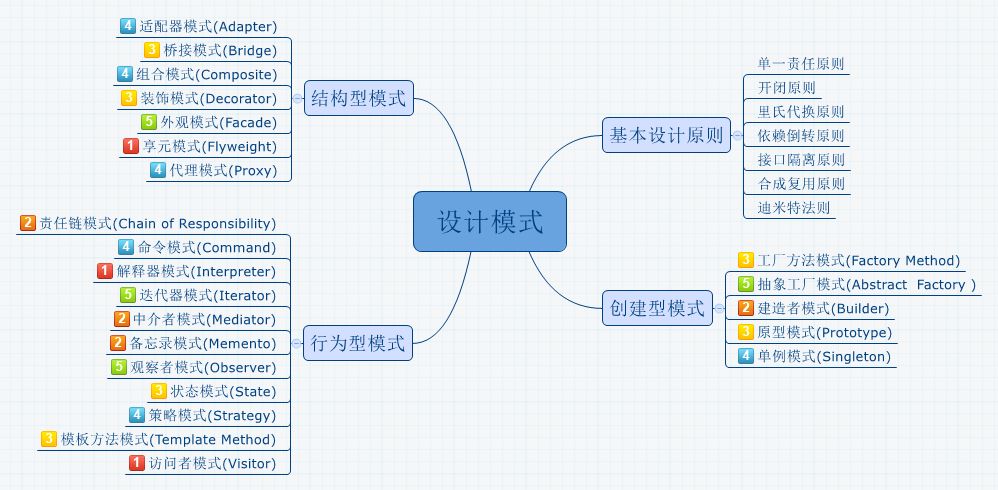 设计模式
结构型模式
4 适配器模式(Adapter)
3 桥接模式(Bridge)
4 组合模式(Composite)
3 装饰模式(Decorator)
5 外观模式(Facade)
1 享元模式(Flyweight)
4 代理模式(Proxy)
行为型模式
2 责任链模式(Chain of Responsibility)
4 命令模式(Command)
1 解释器模式(Interpreter)
5 迭代器模式(Iterator)
2 中介者模式(Mediator)
2 备忘录模式(Memento)
5 观察者模式(Observer)
3 状态模式(State)
4 策略模式(Strategy)
3 模板方法模式(Template Method)
1 访问者模式(Visitor)
基本设计原则
单一责任原则
开闭原则
里氏代换原则
依赖倒转原则
接口隔离原则
合成复用原则
迪米特法则
创建型模式
3 工厂方法模式(Factory Method)
5 抽象工厂模式(Abstract  Factory )
2 建造者模式(Builder)
3 原型模式(Prototype)
4 单例模式(Singleton)